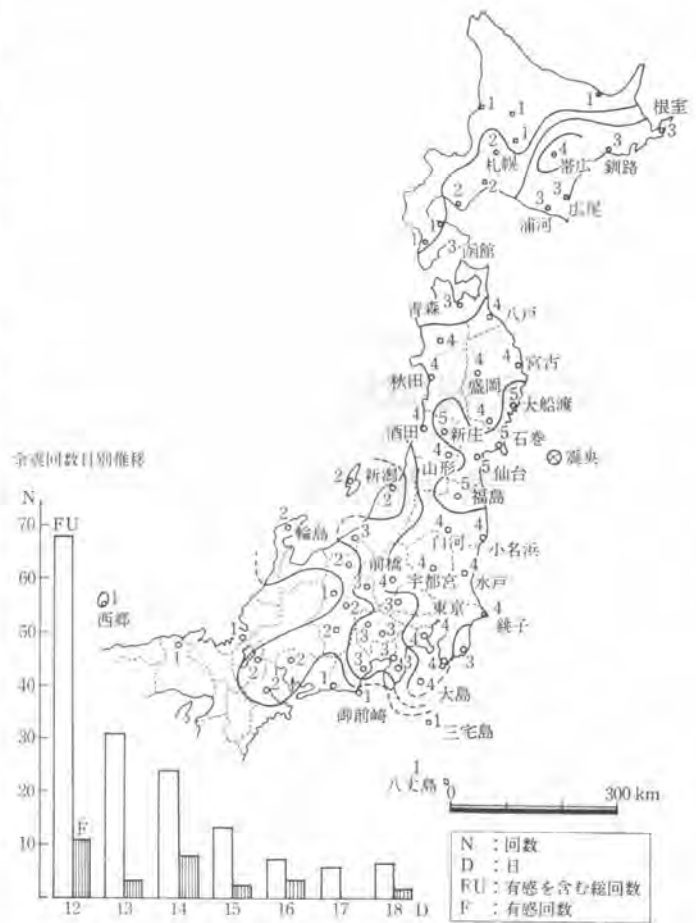 1
1
1
根室
3
1
2
札幌
4
帯広
3
釧路
2
2
3
3
広尾
浦河
1
1
3
函館
3
青森
4
八戸
4
4
宮古
秋田
4
4
盛岡
5
大船渡
4
酒田
5
新庄
4
5
石巻
4
山形
5
仙台
震央
余震回数日別推移
2
新潟
2
5
福島
N
FU
70
2
輪島
3
4
白河
4
小名浜
60
1
西郷
2
前橋
3
4
4
宇都宮
4
水戸
50
1
2
3
東京
4
銚子
1
1
2
3
3
4
40
2
2
2
1
3
3
3
4
3
1
御前崎
4
大島
30
1
三宅島
1
八丈島
20
0
300 km
10
F
N :回数
D :日
FU:有感を含む総回数
F :有感回数
12 13 14 15 16 17 18 D